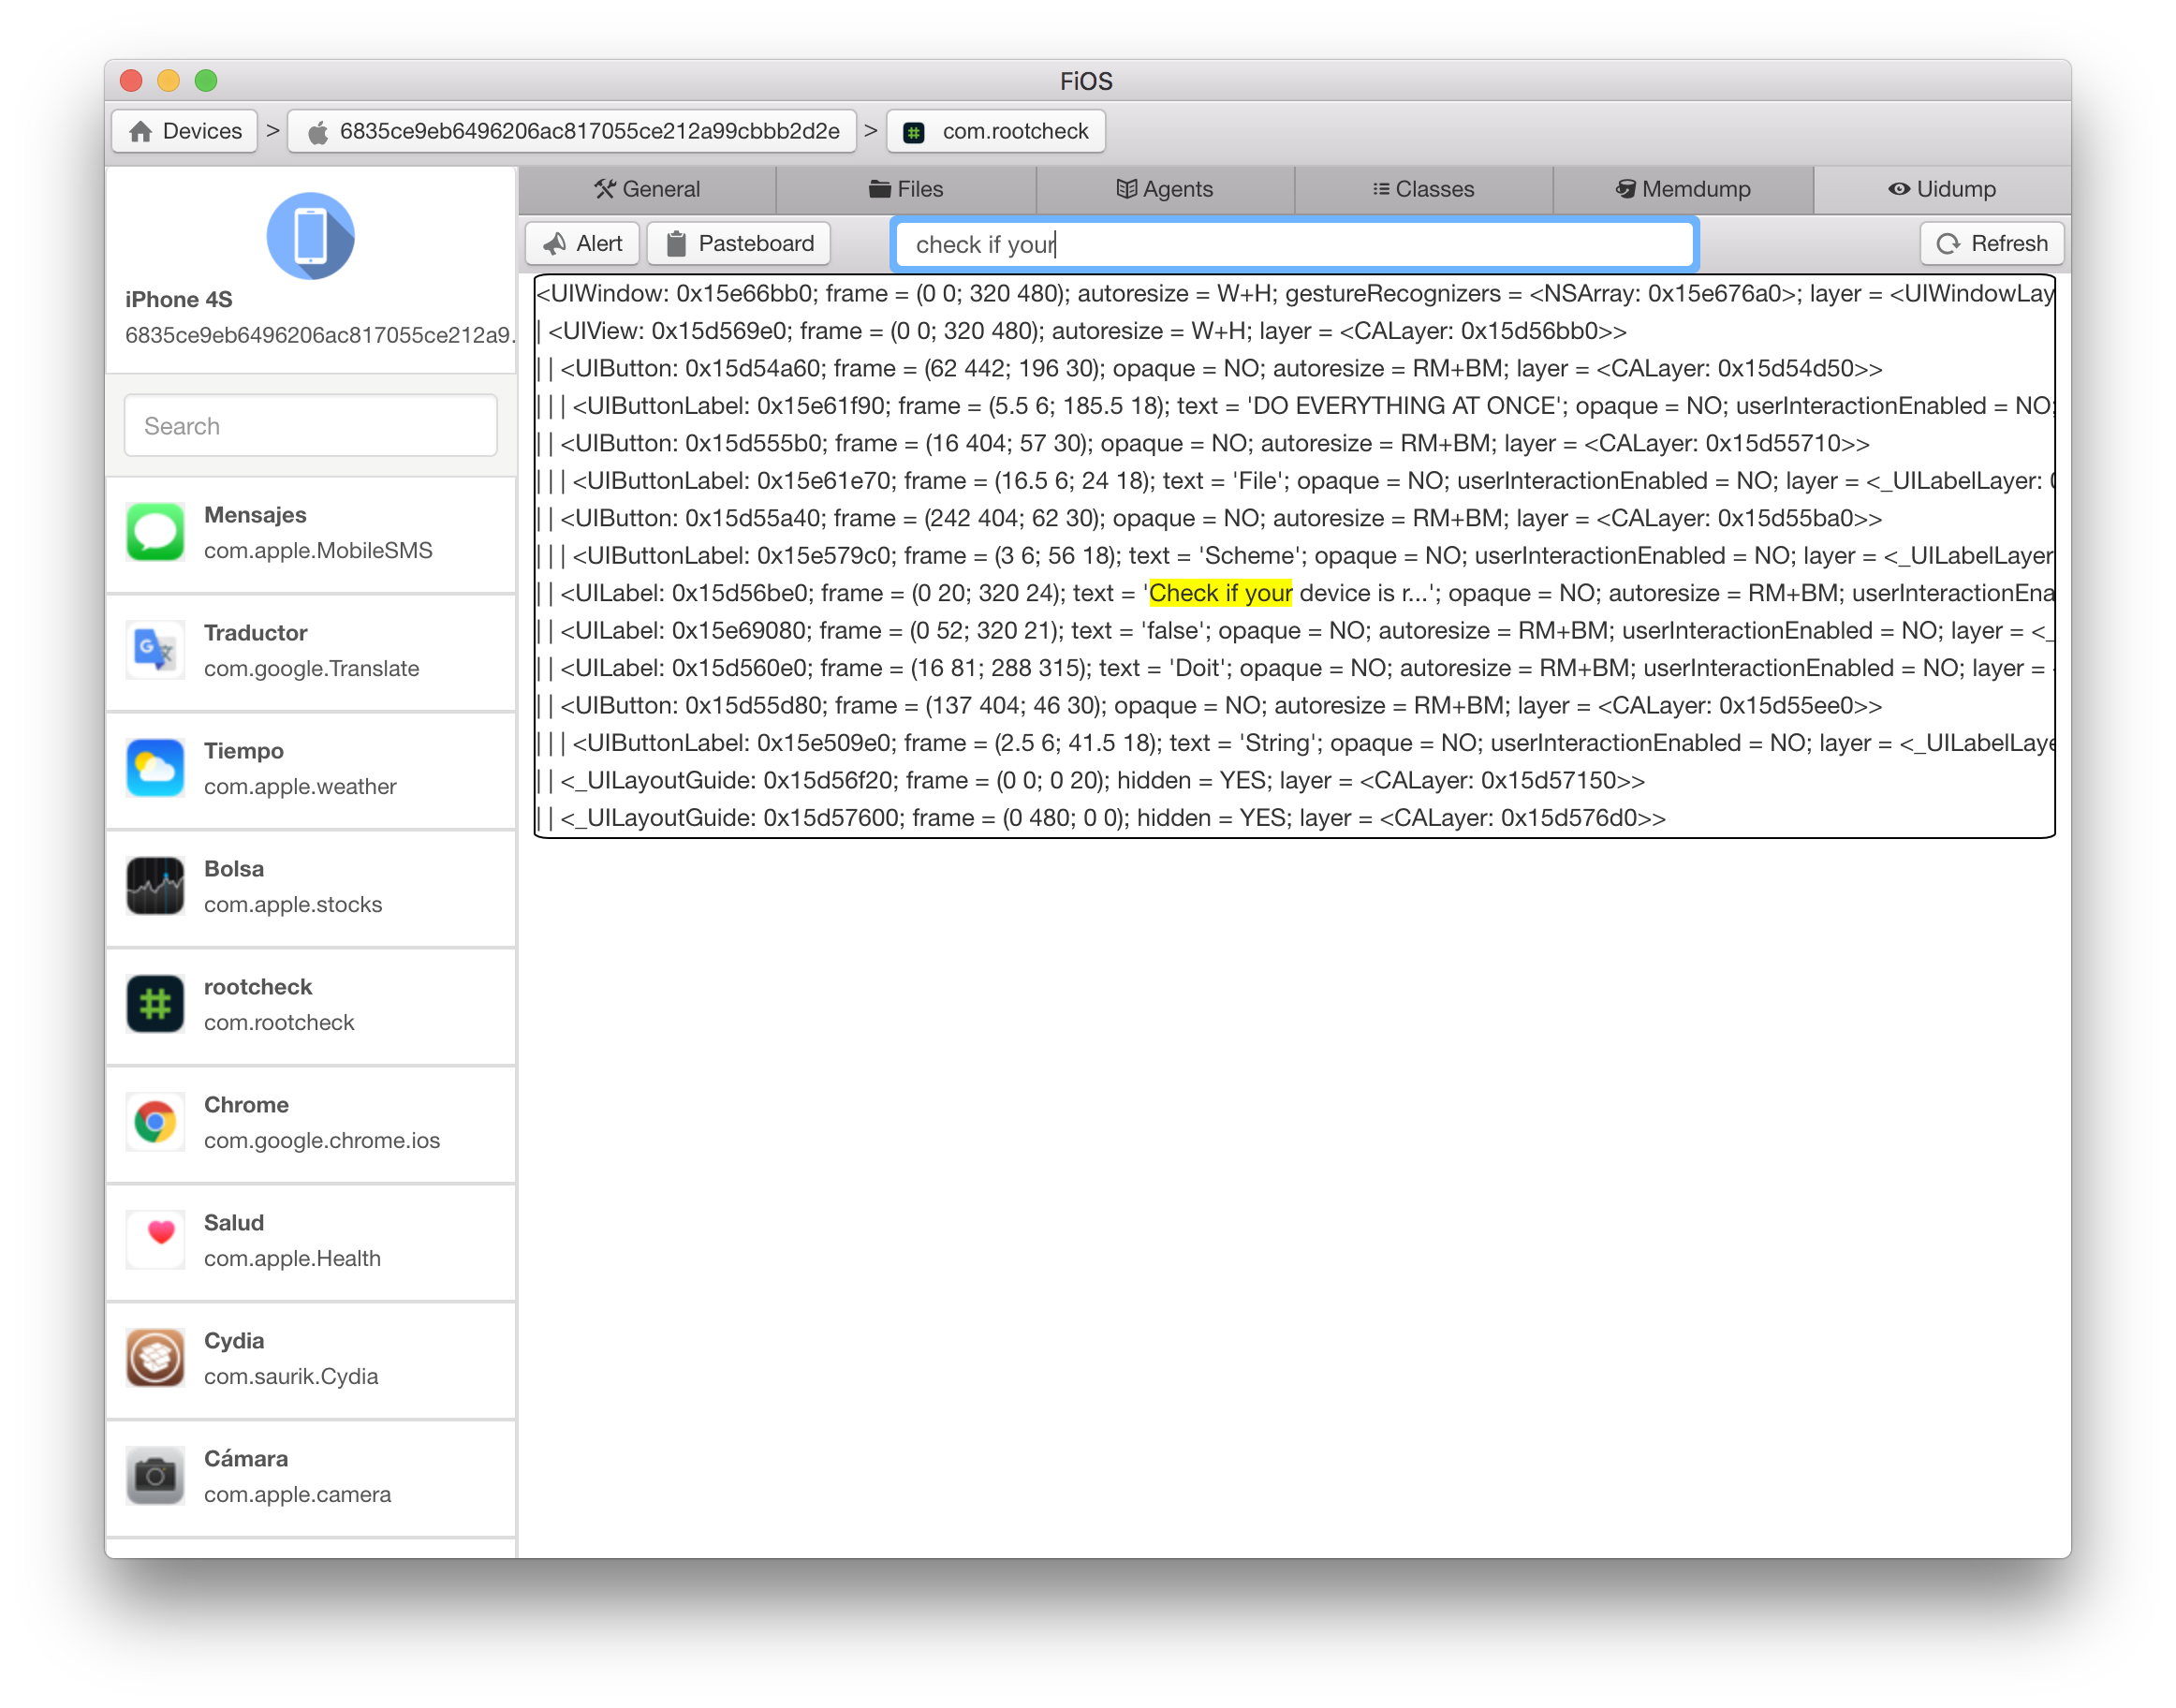 FiOS
Devices > 6835ce9eb6496206ac817055ce212a99cbbb2d2e > com.rootcheck
iPhone 4S
6835ce9eb6496206ac817055ce212a9.
Search
Mensajes
com.apple.MobileSMS
Traductor
com.google.Translate
Tiempo
com.apple.weather
Bolsa
com.apple.stocks
rootcheck
com.rootcheck
Chrome
com.google.chrome.ios
Salud
com.apple.Health
Cydia
com.saurik.Cydia
Cámara
com.apple.camera
General Files Agents Classes Memdump Uidump
Alert Pasteboard check if your Refresh
<UIWindow: 0x15e66bb0; frame = (0 0; 320 480); autoresize = W+H; gestureRecognizers = <NSArray: 0x15e676a0>; layer = <UIWindowLay
| <UIView: 0x15d569e0; frame = (0 0; 320 480); autoresize = W+H; layer = <CALayer: 0x15d56bb0>>
| | <UIButton: 0x15d54a60; frame = (62 442; 196 30); opaque = NO; autoresize = RM+BM; layer = <CALayer: 0x15d54d50>>
| | | <UIButtonLabel: 0x15e61f90; frame = (5.5 6; 185.5 18); text = 'DO EVERYTHING AT ONCE'; opaque = NO; userInteractionEnabled = NO;
| | <UIButton: 0x15d555b0; frame = (16 404; 57 30); opaque = NO; autoresize = RM+BM; layer = <CALayer: 0x15d55710>>
| | | <UIButtonLabel: 0x15e61e70; frame = (16.5 6; 24 18); text = 'File'; opaque = NO; userInteractionEnabled = NO; layer = <_UILabelLayer: 0
| | <UIButton: 0x15d55a40; frame = (242 404; 62 30); opaque = NO; autoresize = RM+BM; layer = <CALayer: 0x15d55ba0>>
| | | <UIButtonLabel: 0x15e579c0; frame = (3 6; 56 18); text = 'Scheme'; opaque = NO; userInteractionEnabled = NO; layer = <_UILabelLayer
| | <UILabel: 0x15d56be0; frame = (0 20; 320 24); text = 'Check if your device is r...'; opaque = NO; autoresize = RM+BM; userInteractionEna
| | <UILabel: 0x15e69080; frame = (0 52; 320 21); text = 'false'; opaque = NO; autoresize = RM+BM; userInteractionEnabled = NO; layer = <_
| | <UILabel: 0x15d560e0; frame = (16 81; 288 315); text = 'Doit'; opaque = NO; autoresize = RM+BM; userInteractionEnabled = NO; layer =
| | <UIButton: 0x15d55d80; frame = (137 404; 46 30); opaque = NO; autoresize = RM+BM; layer = <CALayer: 0x15d55ee0>>
| | | <UIButtonLabel: 0x15e509e0; frame = (2.5 6; 41.5 18); text = 'String'; opaque = NO; userInteractionEnabled = NO; layer = <_UILabelLaye
| | <_UILayoutGuide: 0x15d56f20; frame = (0 0; 0 20); hidden = YES; layer = <CALayer: 0x15d57150>>
| | <_UILayoutGuide: 0x15d57600; frame = (0 480; 0 0); hidden = YES; layer = <CALayer: 0x15d576d0>>